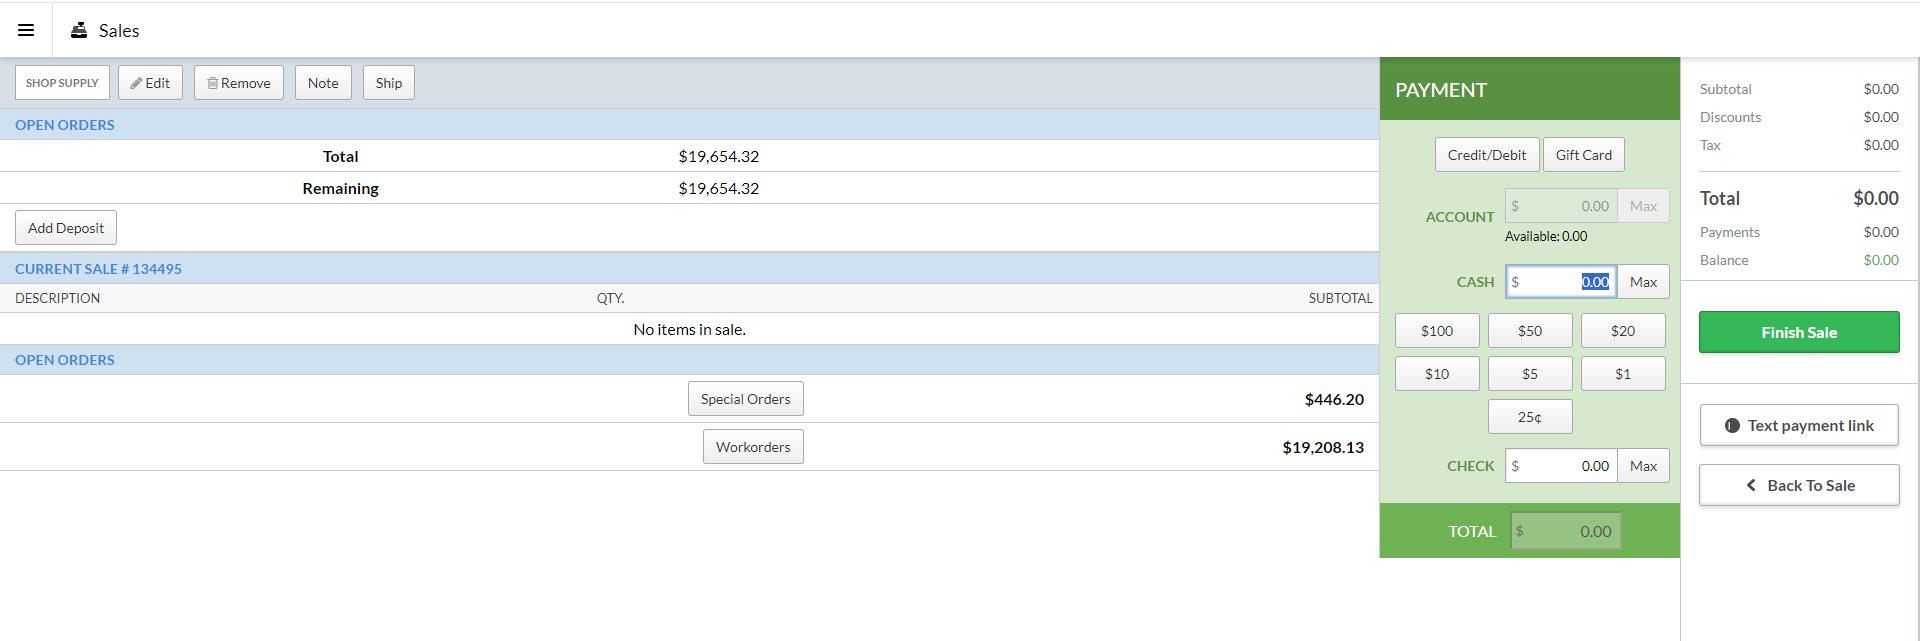 Sales
SHOP SUPPLY Edit Remove Note Ship
OPEN ORDERS
Total $19,654.32
Remaining $19,654.32
Add Deposit
CURRENT SALE # 134495
DESCRIPTION QTY. SUBTOTAL
No items in sale.
OPEN ORDERS
Special Orders $446.20
Workorders $19,208.13
PAYMENT
Credit/Debit Gift Card
ACCOUNT $ 0.00 Max
Available: 0.00
CASH $ 0.00 Max
$100 $50 $20
$10 $5 $1
25¢
CHECK $ 0.00 Max
TOTAL $ 0.00
Subtotal $0.00
Discounts $0.00
Tax $0.00
Total $0.00
Payments $0.00
Balance $0.00
Finish Sale
Text payment link
Back To Sale